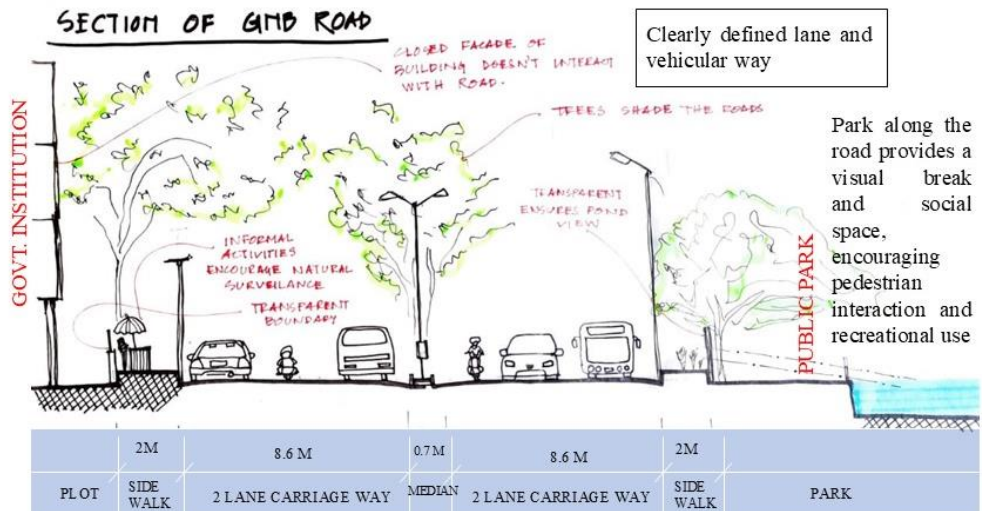 SECTION OF GMB ROAD
CLOSED FACADE OF
BUILDING DOESN'T INTERACT
WITH ROAD.
Clearly defined lane and
vehicular way
TREES SHADE THE ROADS
Park along the
road provides a
visual break
and social
space,
encouraging
pedestrian
interaction and
recreational use
GOVT. INSTITUTION
TRANSPARENT
ENSURES POND
VIEW
INFORMAL
ACTIVITIES
ENCOURAGE NATURAL
SURVEILANCE
TRANSPARENT
BOUNDARY
PUBLIC PARK
2M 8.6 M 0.7 M 8.6 M 2M
PLOT SIDE WALK 2 LANE CARRIAGE WAY MEDIAN 2 LANE CARRIAGE WAY SIDE WALK PARK